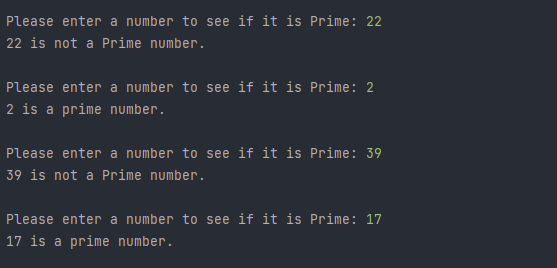 Please enter a number to see if it is Prime: 22
22 is not a Prime number.
Please enter a number to see if it is Prime: 2
2 is a prime number.
Please enter a number to see if it is Prime: 39
39 is not a Prime number.
Please enter a number to see if it is Prime: 17
17 is a prime number.